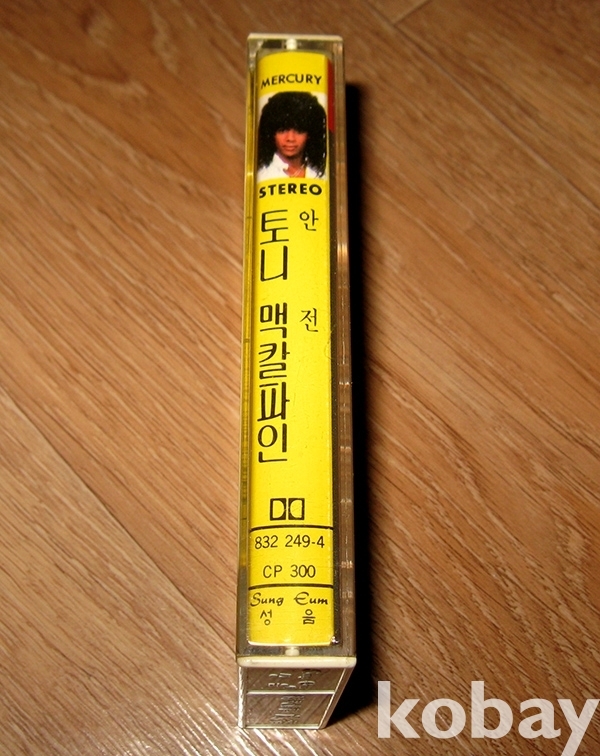 MERCURY
STEREO
토니 맥칼파인
안전
832 249-4
CP 300
Sung Eum
성음
kobay